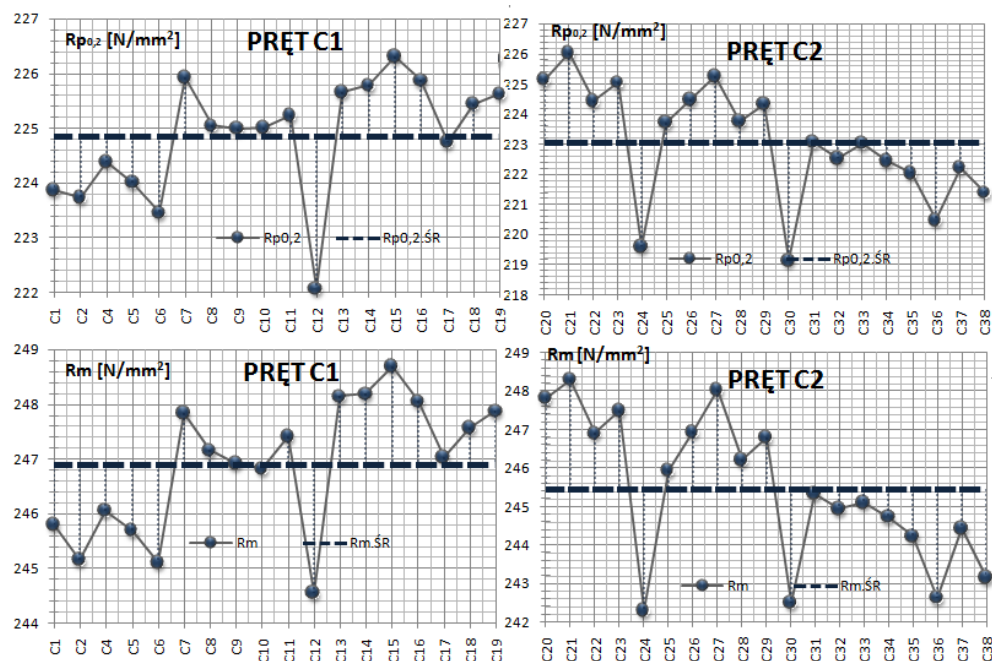 Rp0,2 [N/mm²]
PRĘT C1
227
226
225
224
223
222
Rp0,2
Rp0,2.ŚR
C1
C2
C4
C5
C6
C7
C8
C9
C10
C11
C12
C13
C14
C15
C16
C17
C18
C19
Rp0,2 [N/mm²]
PRĘT C2
227
226
225
224
223
222
221
220
219
218
Rp0,2
Rp0,2.ŚR
C20
C21
C22
C23
C24
C25
C26
C27
C28
C29
C30
C31
C32
C33
C34
C35
C36
C37
C38
Rm [N/mm²]
PRĘT C1
249
248
247
246
245
244
Rm
Rm.ŚR
C1
C2
C4
C5
C6
C7
C8
C9
C10
C11
C12
C13
C14
C15
C16
C17
C18
C19
Rm [N/mm²]
PRĘT C2
249
248
247
246
245
244
243
242
Rm
Rm.ŚR
C20
C21
C22
C23
C24
C25
C26
C27
C28
C29
C30
C31
C32
C33
C34
C35
C36
C37
C38